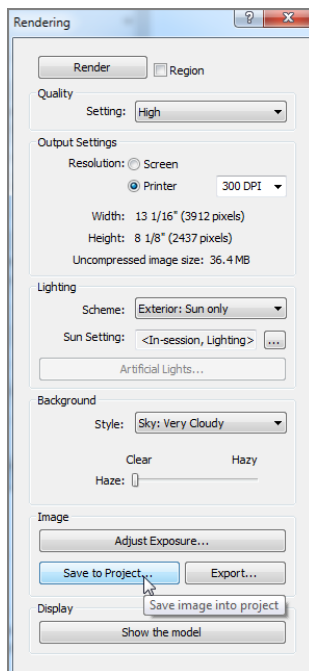 Rendering
Render
Region
Quality
Setting: High
Output Settings
Resolution: Screen
Printer 300 DPI
Width: 13 1/16" (3912 pixels)
Height: 8 1/8" (2437 pixels)
Uncompressed image size: 36.4 MB
Lighting
Scheme: Exterior: Sun only
Sun Setting: <In-session, Lighting> ...
Artificial Lights...
Background
Style: Sky: Very Cloudy
Clear Hazy
Haze:
Image
Adjust Exposure...
Save to Project... Export...
Save image into project
Display
Show the model